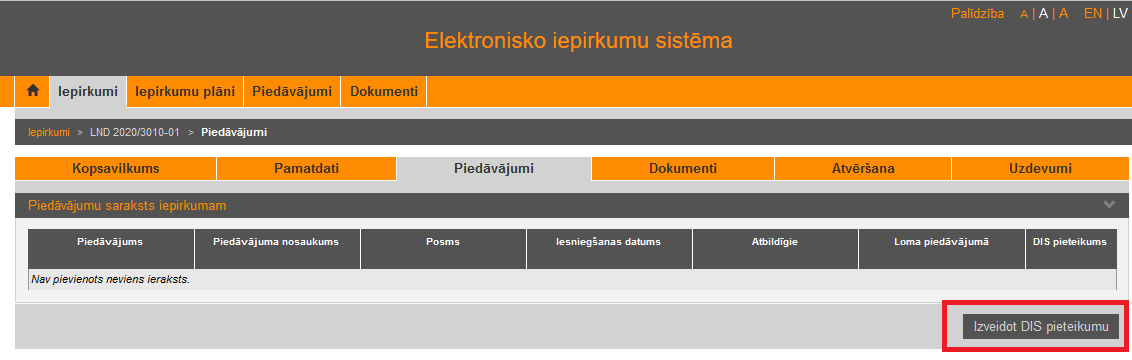 Palīdzība A | A | A EN | LV
Elektronisko iepirkumu sistēma
Iepirkumi Iepirkumu plāni Piedāvājumi Dokumenti
Iepirkumi > LND 2020/3010-01 > Piedāvājumi
Kopsavilkums Pamatdati Piedāvājumi Dokumenti Atvēršana Uzdevumi
Piedāvājumu saraksts iepirkumam
Piedāvājums Piedāvājuma nosaukums Posms Iesniegšanas datums Atbildīgie Loma piedāvājumā DIS pieteikums
Nav pievienots neviens ieraksts.
Izveidot DIS pieteikumu